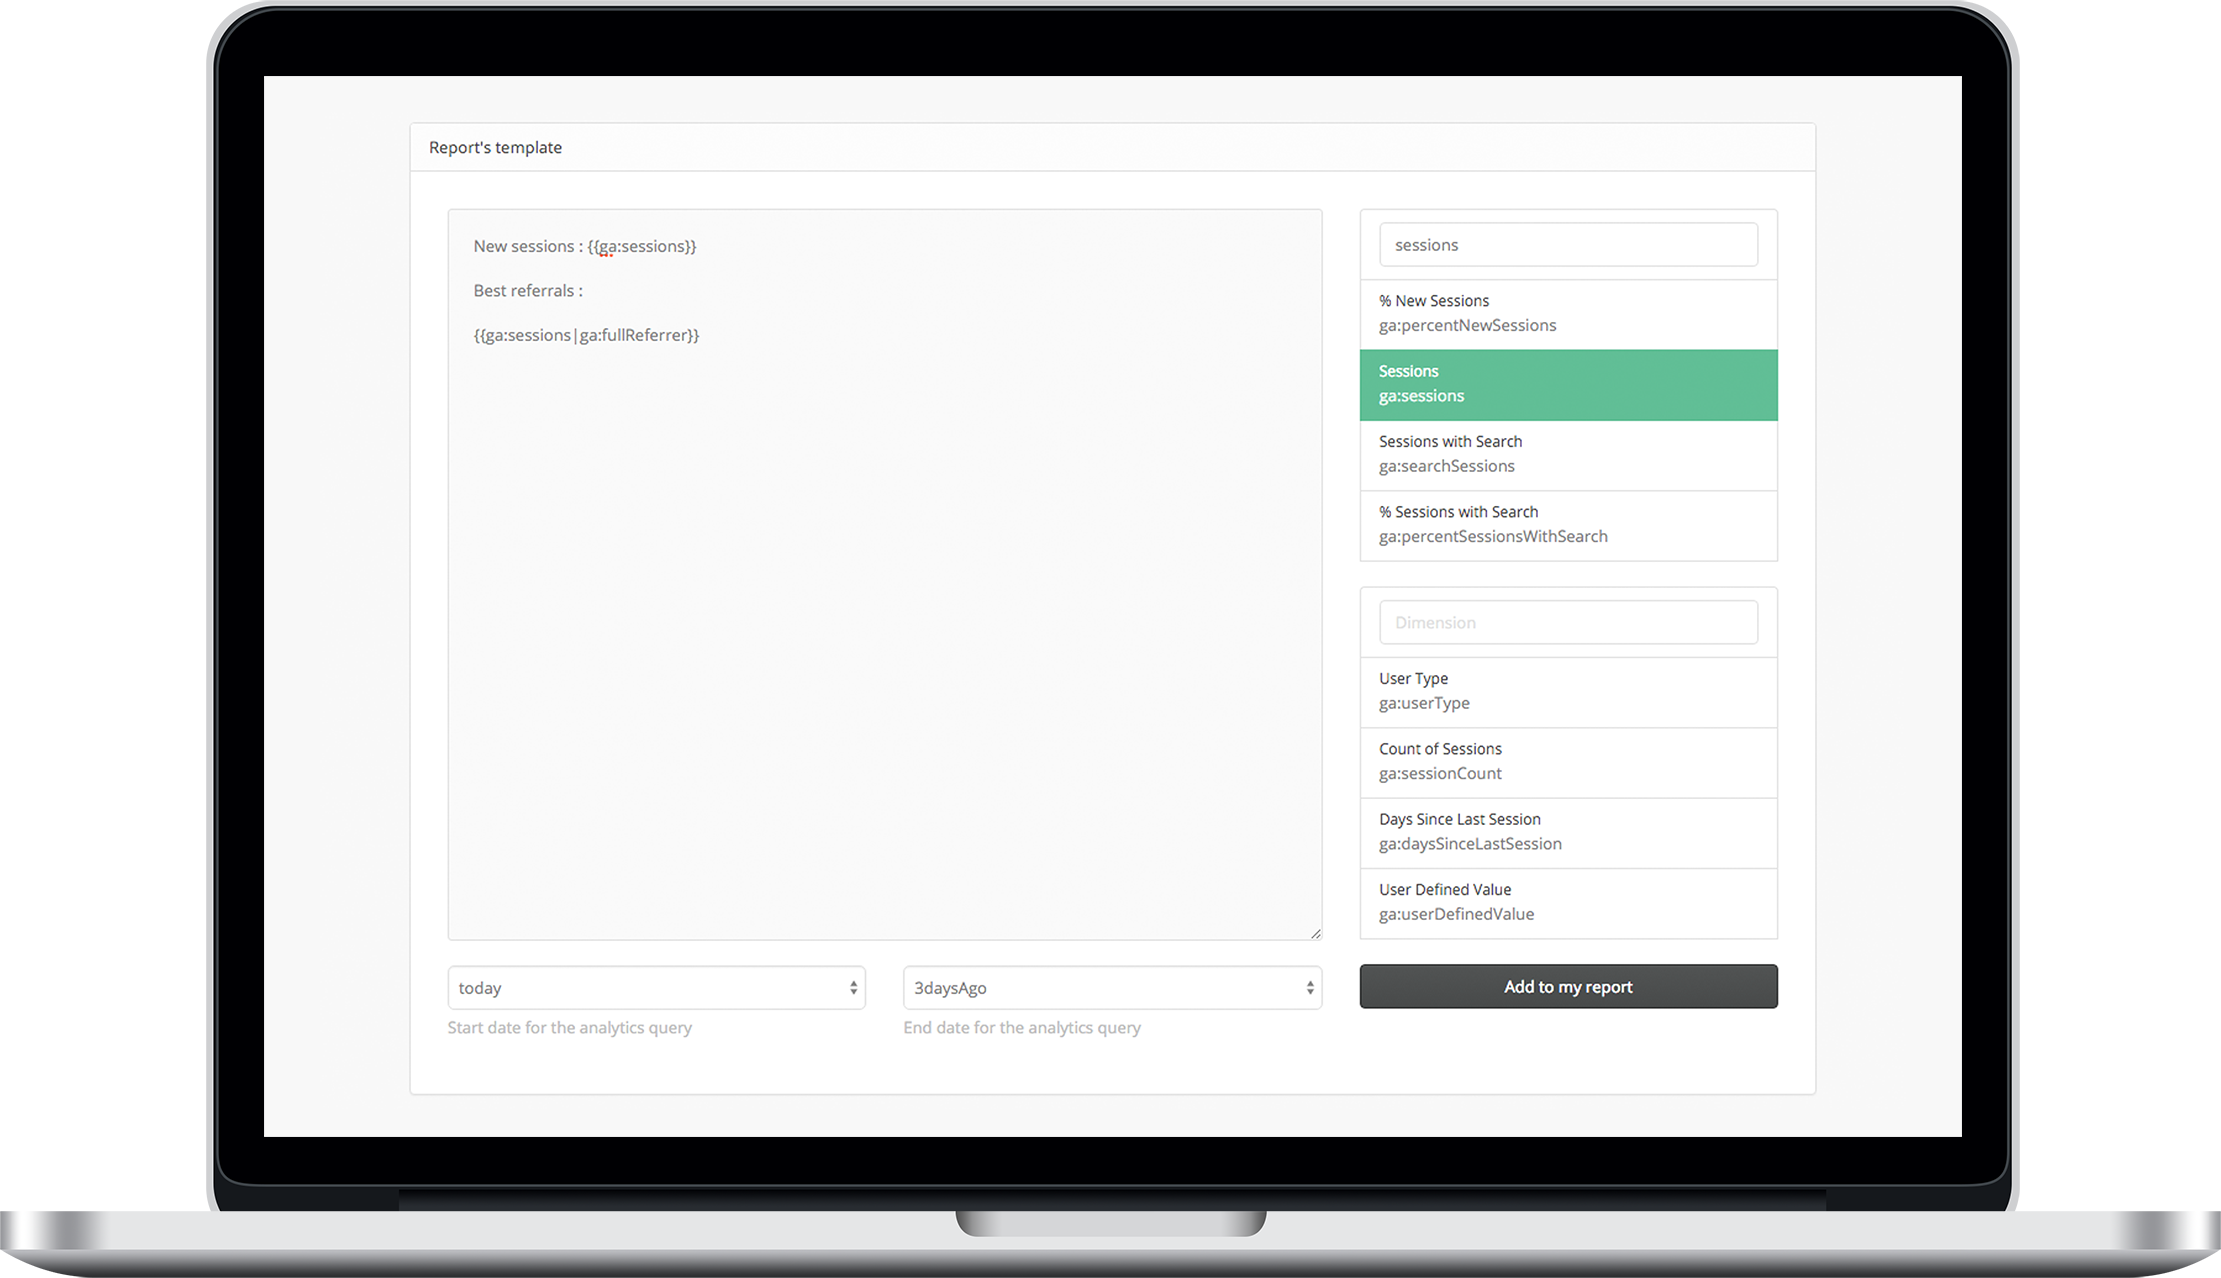 Report's template
New sessions : {{ga:sessions}}
Best referrals :
{{ga:sessions|ga:fullReferrer}}
today
Start date for the analytics query
3daysAgo
End date for the analytics query
sessions
% New Sessions
ga:percentNewSessions
Sessions
ga:sessions
Sessions with Search
ga:searchSessions
% Sessions with Search
ga:percentSessionsWithSearch
Dimension
User Type
ga:userType
Count of Sessions
ga:sessionCount
Days Since Last Session
ga:daysSinceLastSession
User Defined Value
ga:userDefinedValue
Add to my report